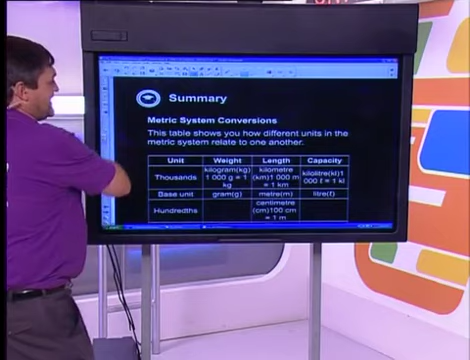 Summary
Metric System Conversions
This table shows you how different units in the
metric system relate to one another.
Unit Weight Length Capacity
Thousands kilogram(kg) 1 000 g = 1 kg kilometre (km)1 000 m = 1 km kilolitre(kl)1 000 ℓ = 1 kl
Base unit gram(g) metre(m) litre(ℓ)
Hundredths centimetre (cm)100 cm = 1 m